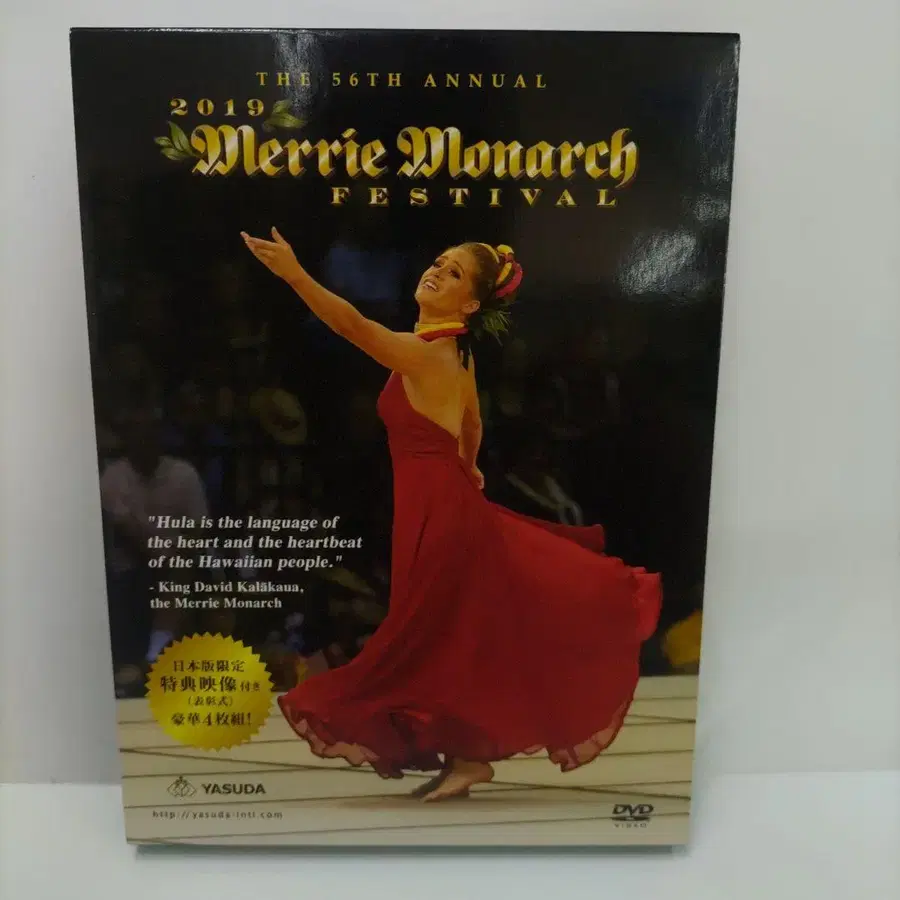 THE 56TH ANNUAL
2019
Merrie Monarch
FESTIVAL
"Hula is the language of
the heart and the heartbeat
of the Hawaiian people."
- King David Kalākaua,
the Merrie Monarch
日本版限定
特典映像付き
(表彰式)
豪華4枚組!
YASUDA
http://yasuda-intl.com
DVD
VIDEO